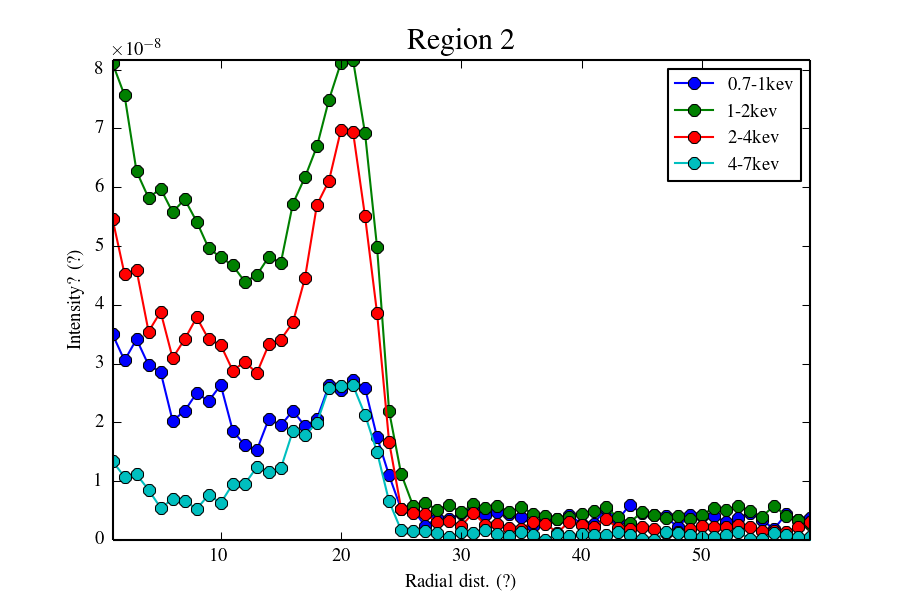 Region 2
×10⁻⁸
8
7
6
5
4
3
2
1
0
Intensity? (?)
10
20
30
40
50
Radial dist. (?)
0.7-1kev
1-2kev
2-4kev
4-7kev